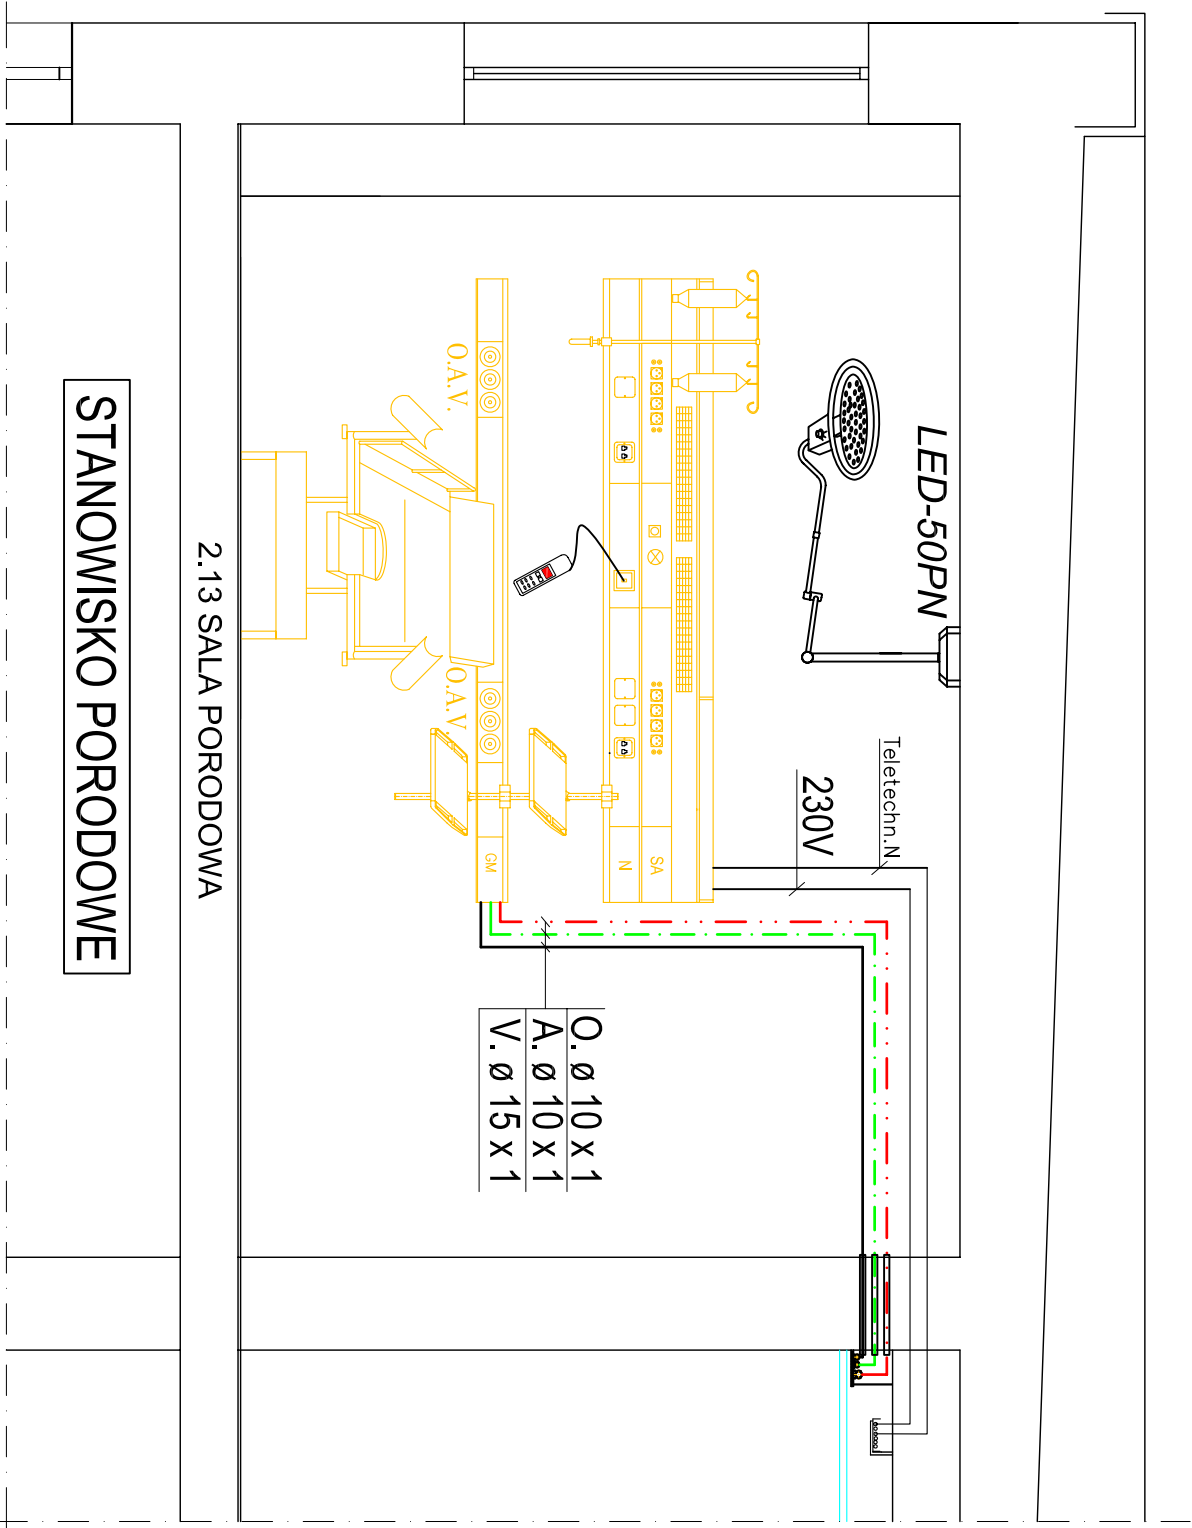 LED-50PN
Teletechn.N
230V
SA
N
GM
O.A.V.
O.A.V.
O. ø 10 x 1
A. ø 10 x 1
V. ø 15 x 1
2.13 SALA PORODOWA
STANOWISKO PORODOWE